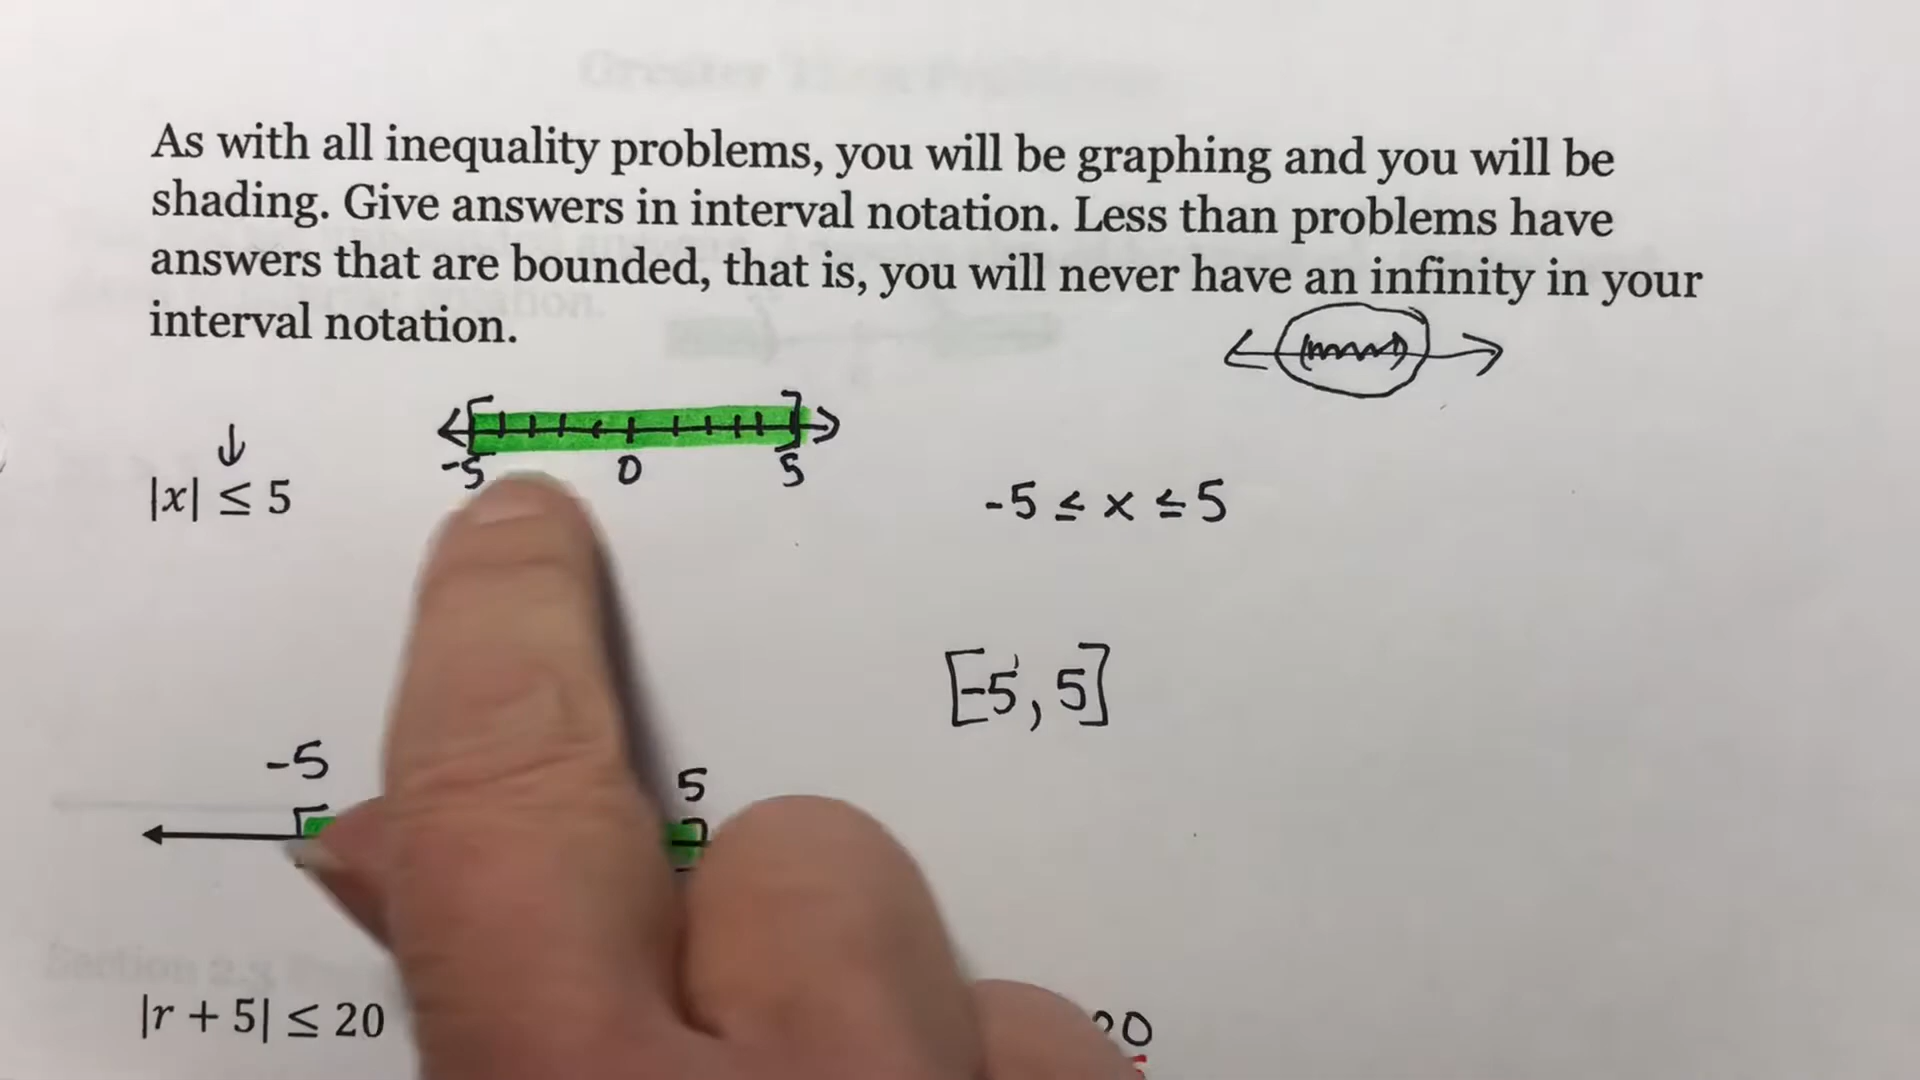 As with all inequality problems, you will be graphing and you will be
shading. Give answers in interval notation. Less than problems have
answers that are bounded, that is, you will never have an infinity in your
interval notation.
-5 0 5
|x| ≤ 5
-5 ≤ x ≤ 5
[-5, 5]
-5 5
|r + 5| ≤ 20
20